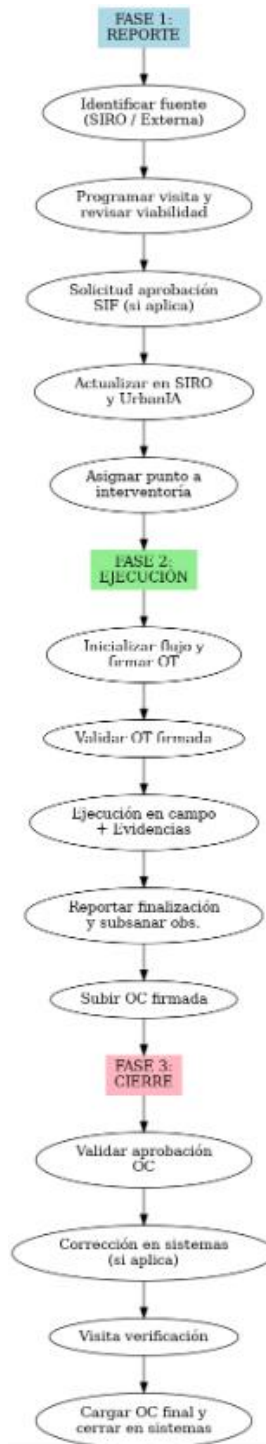 FASE 1:
REPORTE
Identificar fuente
(SIRO / Externa)
Programar visita y
revisar viabilidad
Solicitud aprobación
SIF (si aplica)
Actualizar en SIRO
y UrbanIA
Asignar punto a
interventoría
FASE 2:
EJECUCIÓN
Inicializar flujo y
firmar OT
Validar OT firmada
Ejecución en campo
+ Evidencias
Reportar finalización
y subsanar obs.
Subir OC firmada
FASE 3:
CIERRE
Validar aprobación
OC
Corrección en sistemas
(si aplica)
Visita verificación
Cargar OC final y
cerrar en sistemas